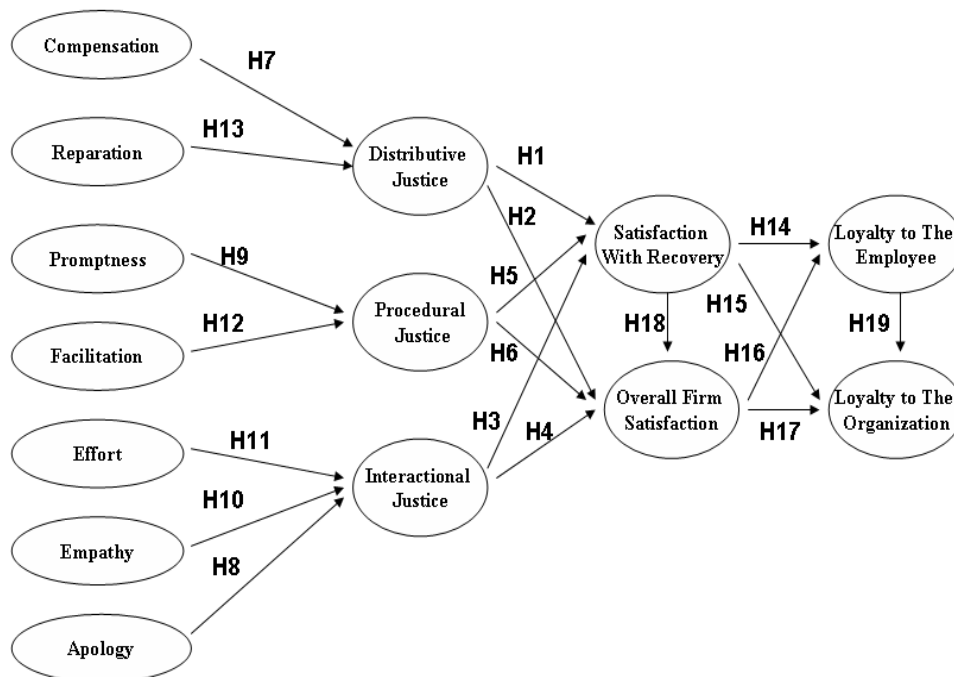 Compensation
H7
Reparation
H13
Distributive
Justice
H1
H2
Promptness
H9
Facilitation
H12
Procedural
Justice
H5
H6
Effort
H11
Empathy
H10
Apology
H8
Interactional
Justice
H3
H4
Satisfaction
With Recovery
H14
H15
H18
Overall Firm
Satisfaction
H16
H17
Loyalty to The
Employee
H19
Loyalty to The
Organization